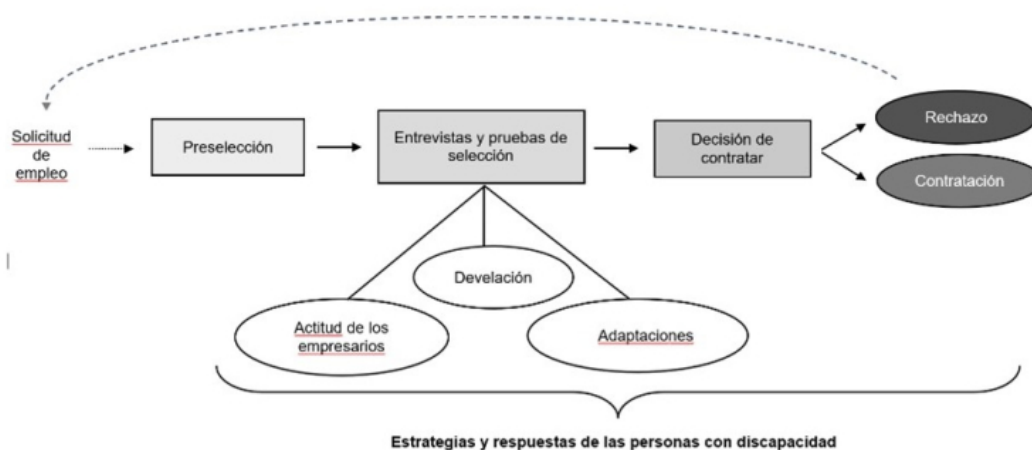 Solicitud
de
empleo
Preselección
Entrevistas y pruebas de
selección
Decisión de
contratar
Rechazo
Contratación
Develación
Actitud de los
empresarios
Adaptaciones
Estrategias y respuestas de las personas con discapacidad